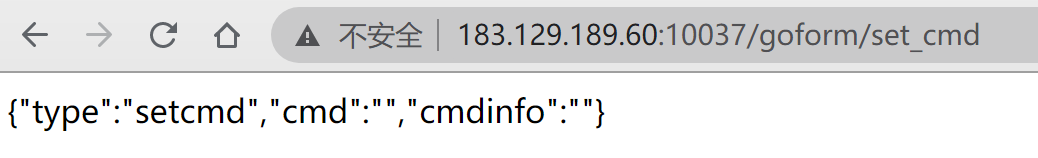 不安全 183.129.189.60:10037/goform/set_cmd
{"type":"setcmd","cmd":"","cmdinfo":""}